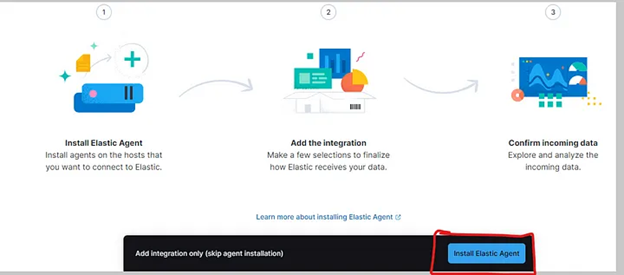 1
2
3
Install Elastic Agent
Install agents on the hosts that
you want to connect to Elastic.
Add the integration
Make a few selections to finalize
how Elastic receives your data.
Confirm incoming data
Explore and analyze the
incoming data.
Learn more about installing Elastic Agent
Add integration only (skip agent installation)
Install Elastic Agent